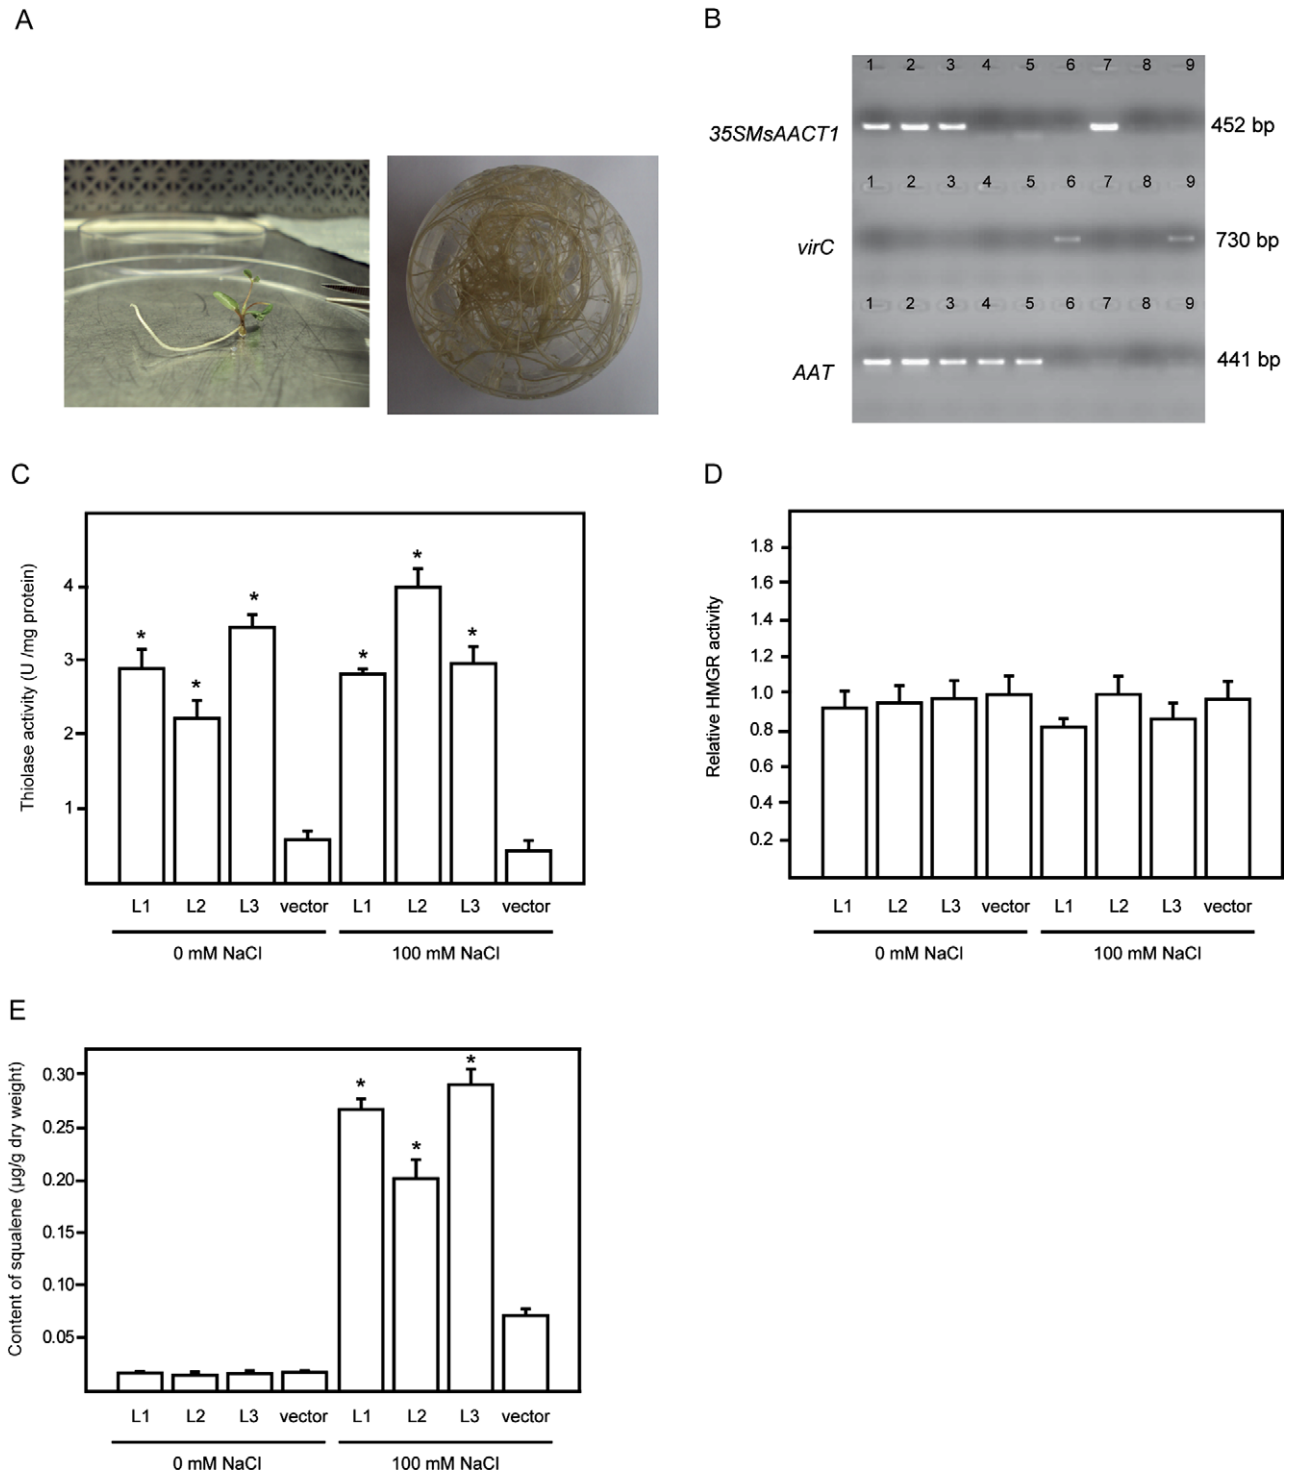 A
B
1 2 3 4 5 6 7 8 9
35SMsAACT1
452 bp
1 2 3 4 5 6 7 8 9
virC
730 bp
1 2 3 4 5 6 7 8 9
AAT
441 bp
C
Thiolase activity (U /mg protein)
4
3
2
1
* * * * * *
L1 L2 L3 vector L1 L2 L3 vector
0 mM NaCl 100 mM NaCl
D
Relative HMGR activity
1.8
1.6
1.4
1.2
1.0
0.8
0.6
0.4
0.2
L1 L2 L3 vector L1 L2 L3 vector
0 mM NaCl 100 mM NaCl
E
Content of squalene (µg/g dry weight)
0.30
0.25
0.20
0.15
0.10
0.05
* * *
L1 L2 L3 vector L1 L2 L3 vector
0 mM NaCl 100 mM NaCl